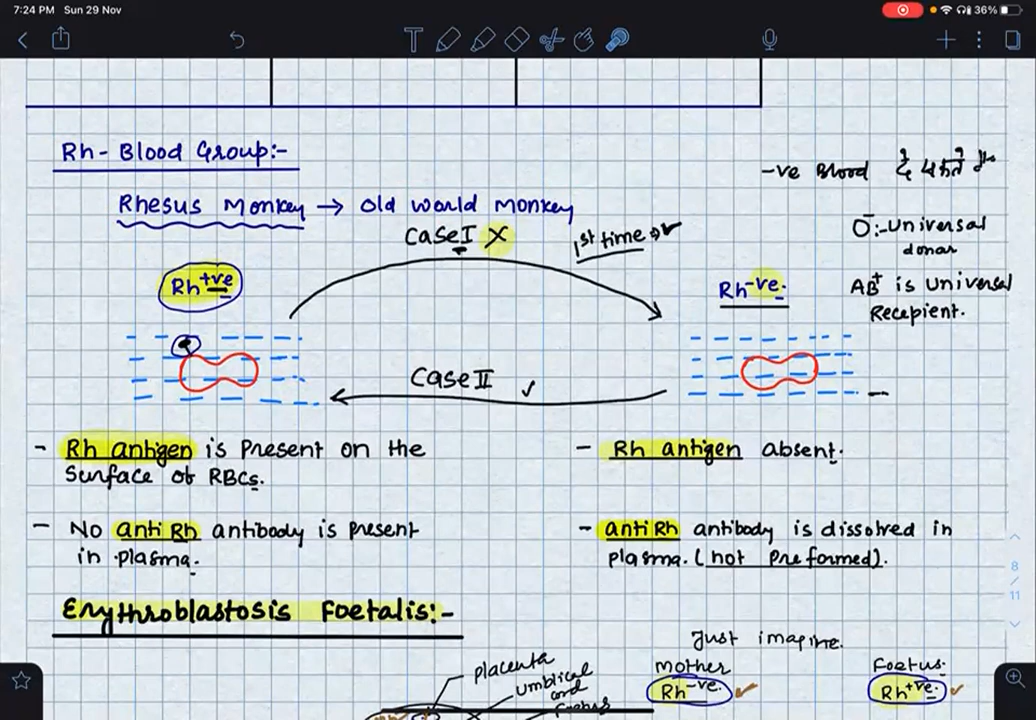 7:24 PM Sun 29 Nov
36%
T
Rh- Blood Group:-
-ve Blood
Rhesus Monkey → old world monkey
Case I X
1st time
O⁻:- Universal
donar
Rh+ve
Rh-ve.
AB⁺ is Universal
Recepient.
Case II ✓
- Rh antigen is present on the
Surface of RBCs.
- Rh antigen absent.
- No anti Rh antibody is present
in plasma.
- anti Rh antibody is dissolved in
plasma. (not Preformed).
8
/
11
Erythroblastosis Foetalis:-
Just imagine.
Placenta
Umblical
cord
mother
Rh-ve. ✓
Foetus.
Rh+ve. ✓